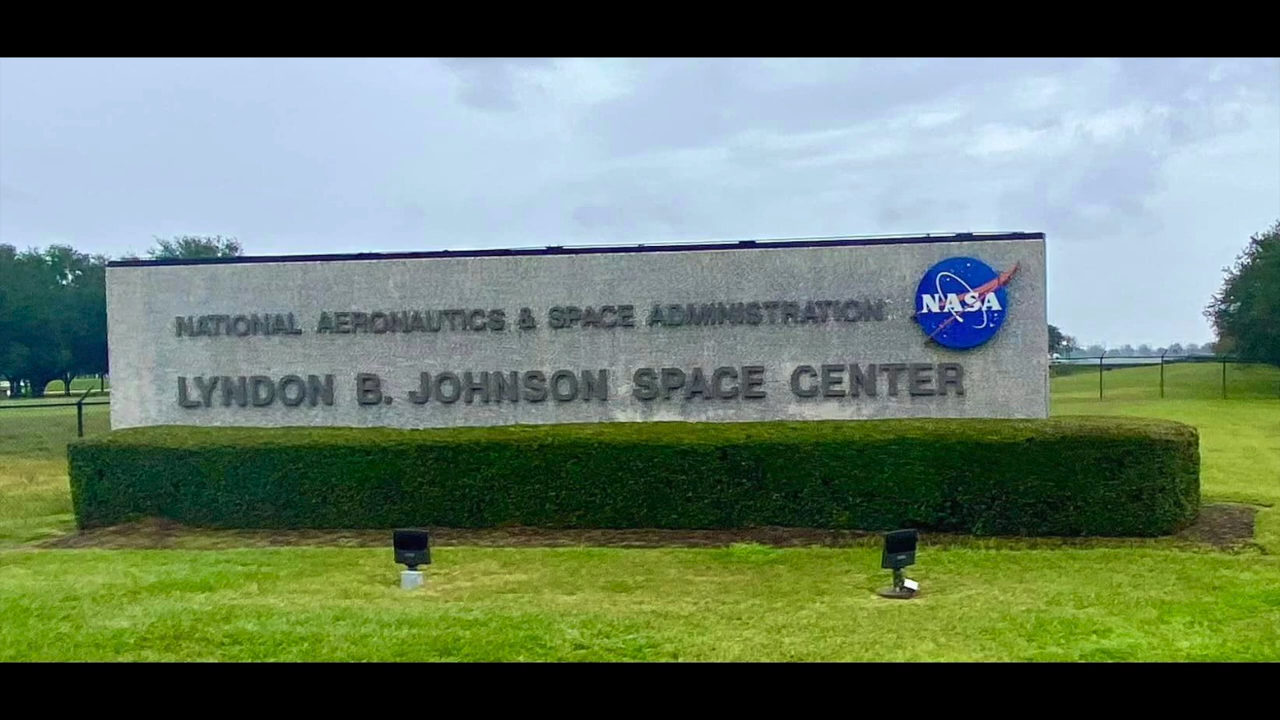 NATIONAL AERONAUTICS & SPACE ADMINISTRATION
NASA
LYNDON B. JOHNSON SPACE CENTER